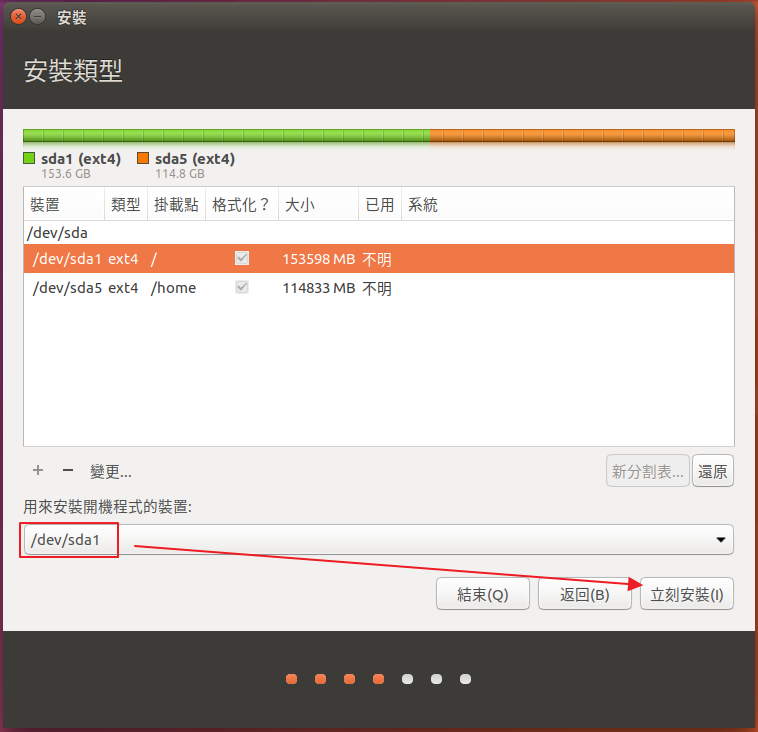 安裝
安裝類型
sda1 (ext4) sda5 (ext4)
153.6 GB 114.8 GB
裝置 類型 掛載點 格式化？ 大小 已用 系統
/dev/sda
/dev/sda1 ext4 / 153598 MB 不明
/dev/sda5 ext4 /home 114833 MB 不明
+ − 變更... 新分割表... 還原
用來安裝開機程式的裝置:
/dev/sda1
結束(Q) 返回(B) 立刻安裝(I)